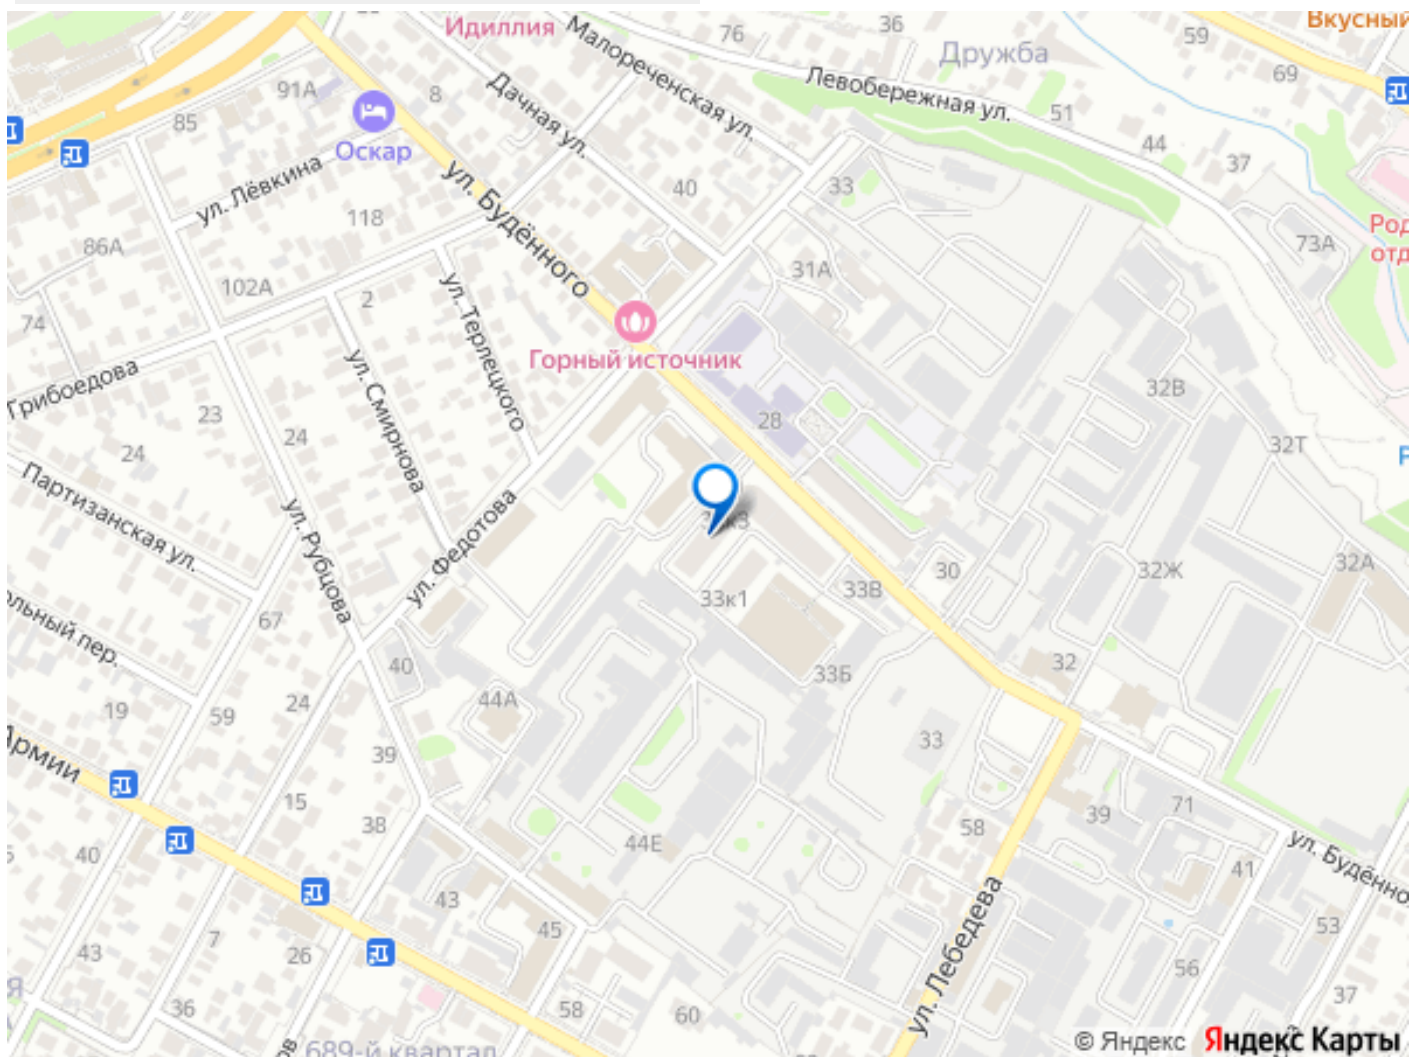 Идиллия
76
36
Дружба
59
Вкусный
69
Малореченская ул.
Левобережная ул.
51
91А
8
Дачная ул.
85
Оскар
44
37
ул. Лёвкина
ул. Будённого
40
33
118
Род
отд
73А
86А
31А
102А
2
ул. Терлецкого
74
Горный источник
ул. Смирнова
Грибоедова
32В
23
24
28
24
32Т
Партизанская ул.
ул. Рубцова
ул. Федотова
30
33В
32Ж
32А
33к1
ольный пер.
67
40
32
33Б
24
44А
19
59
33
Армии
39
15
71
38
39
58
44Е
ул. Будённо
40
41
43
ул. Лебедева
45
53
7
43
26
56
37
36
58
60
689-й квартал
© Яндекс Яндекс Карты